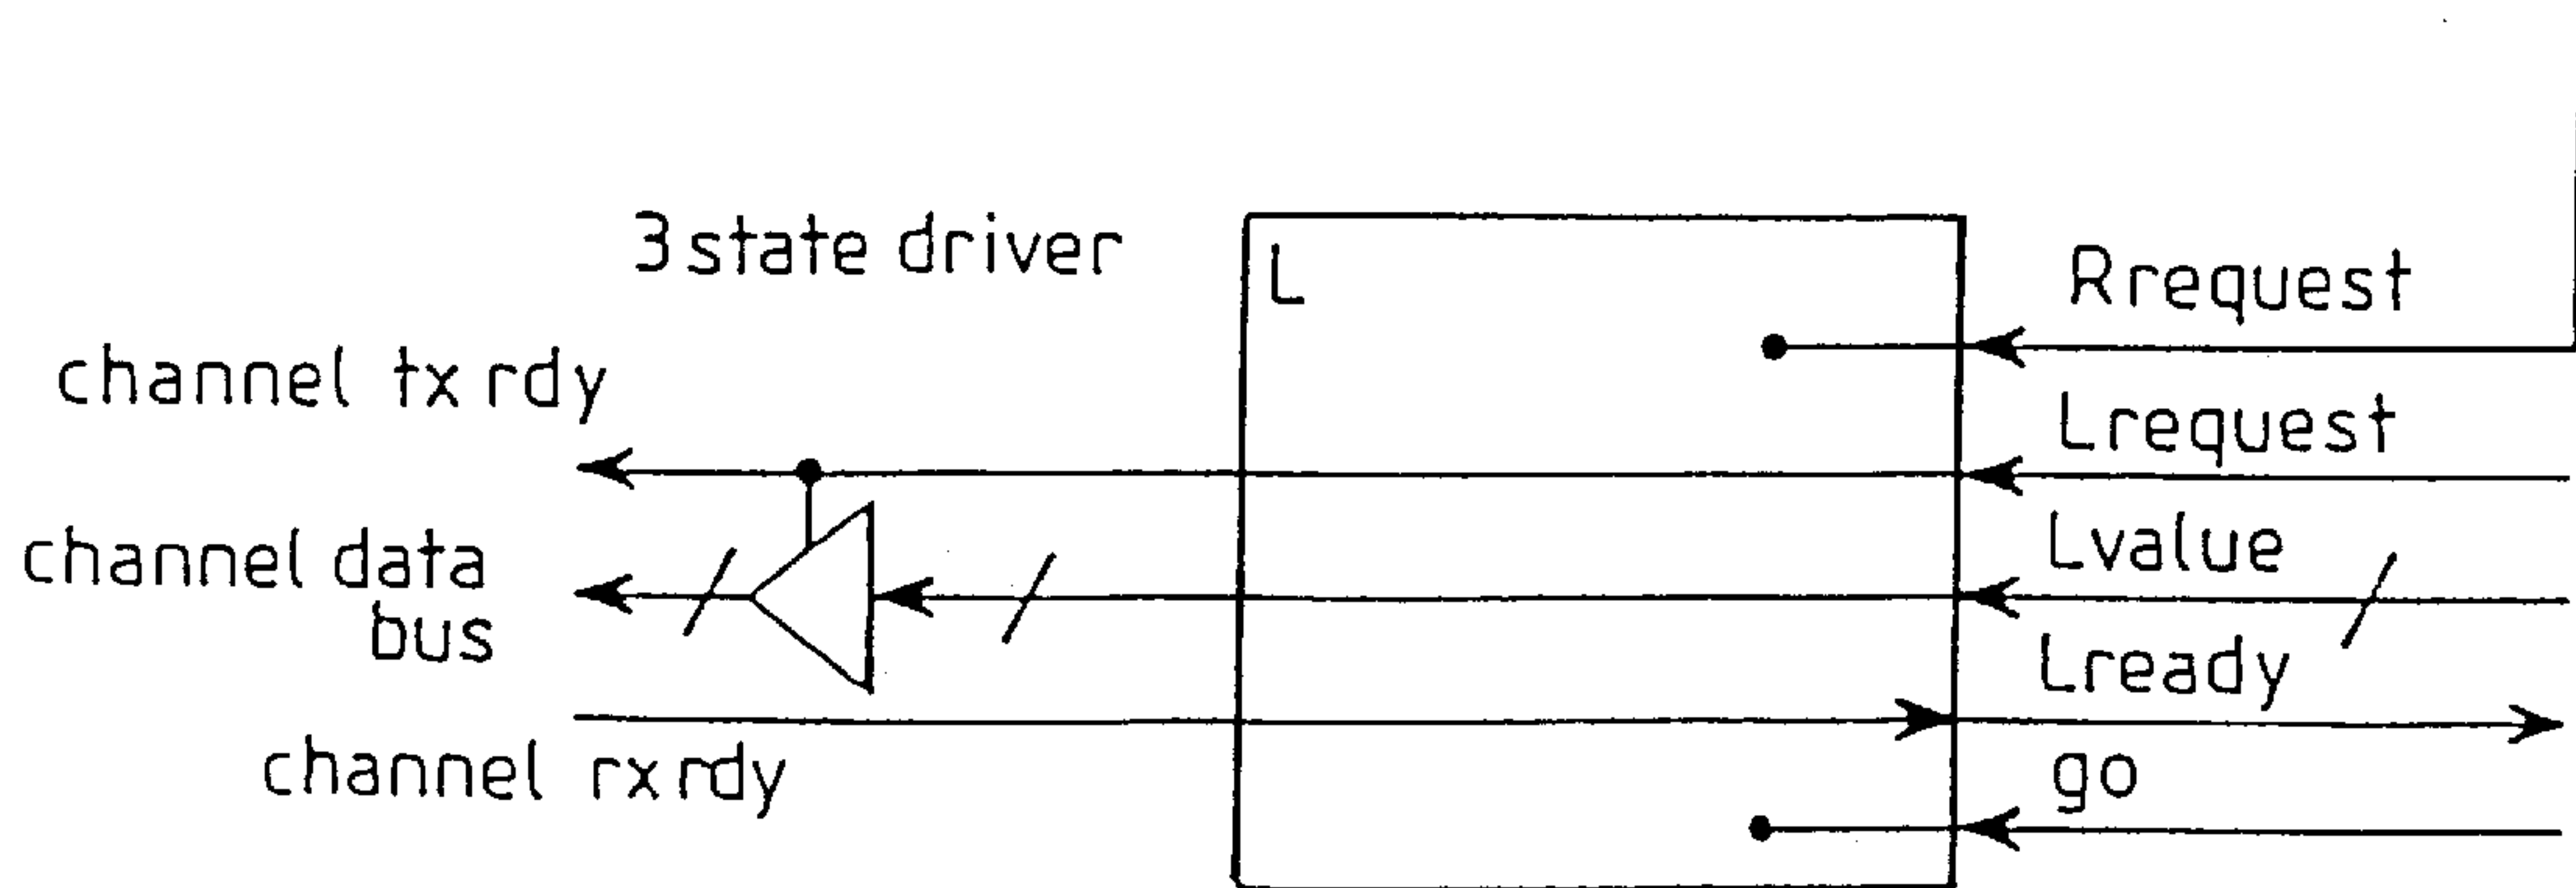 3 state driver
L
Rrequest
channel tx rdy
Lrequest
channel data
bus
Lvalue
Lready
channel rx rdy
go